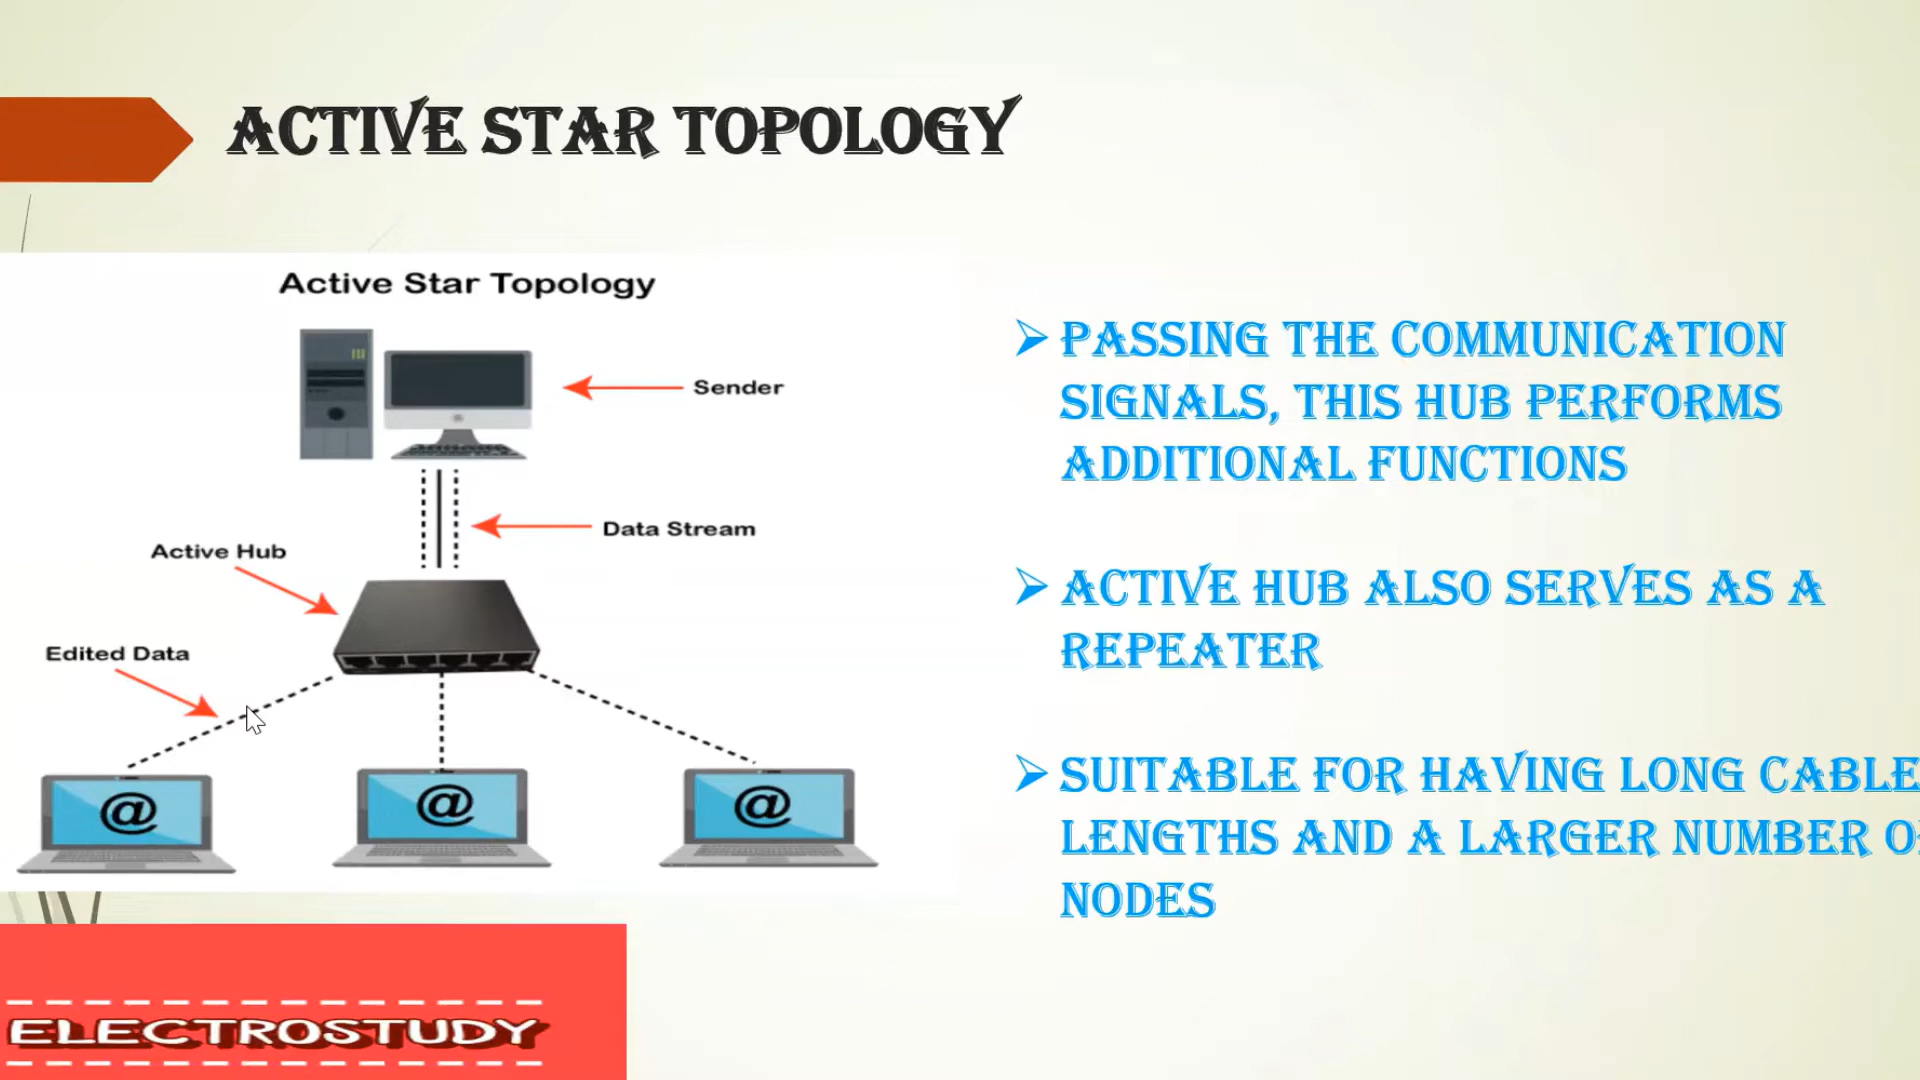 ACTIVE STAR TOPOLOGY
Active Star Topology
Sender
Data Stream
Active Hub
Edited Data
@ @ @
PASSING THE COMMUNICATION
SIGNALS, THIS HUB PERFORMS
ADDITIONAL FUNCTIONS
ACTIVE HUB ALSO SERVES AS A
REPEATER
SUITABLE FOR HAVING LONG CABLE
LENGTHS AND A LARGER NUMBER
NODES
ELECTROSTUDY